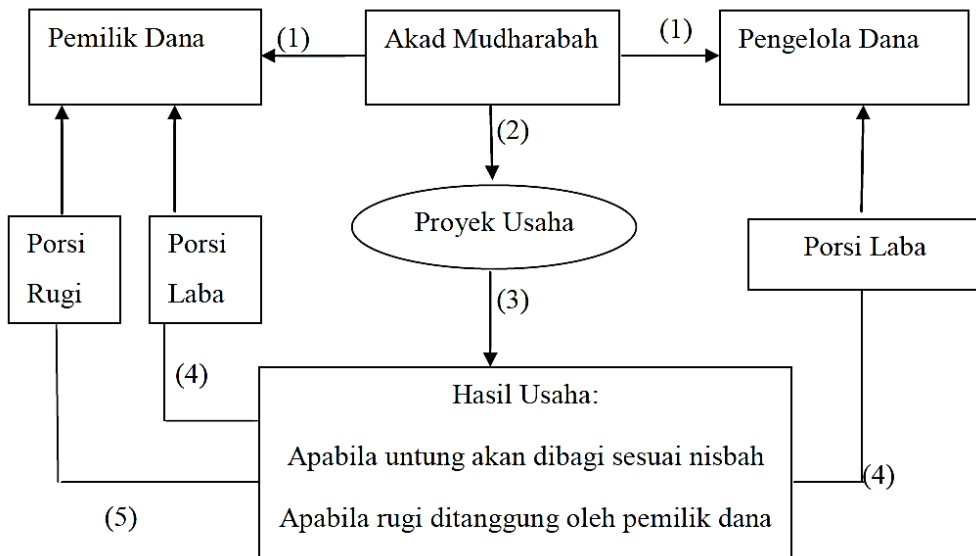 Pemilik Dana
(1)
Akad Mudharabah
(1)
Pengelola Dana
(2)
Porsi
Rugi
Porsi
Laba
Proyek Usaha
Porsi Laba
(3)
(4)
Hasil Usaha:
Apabila untung akan dibagi sesuai nisbah
(4)
Apabila rugi ditanggung oleh pemilik dana
(5)